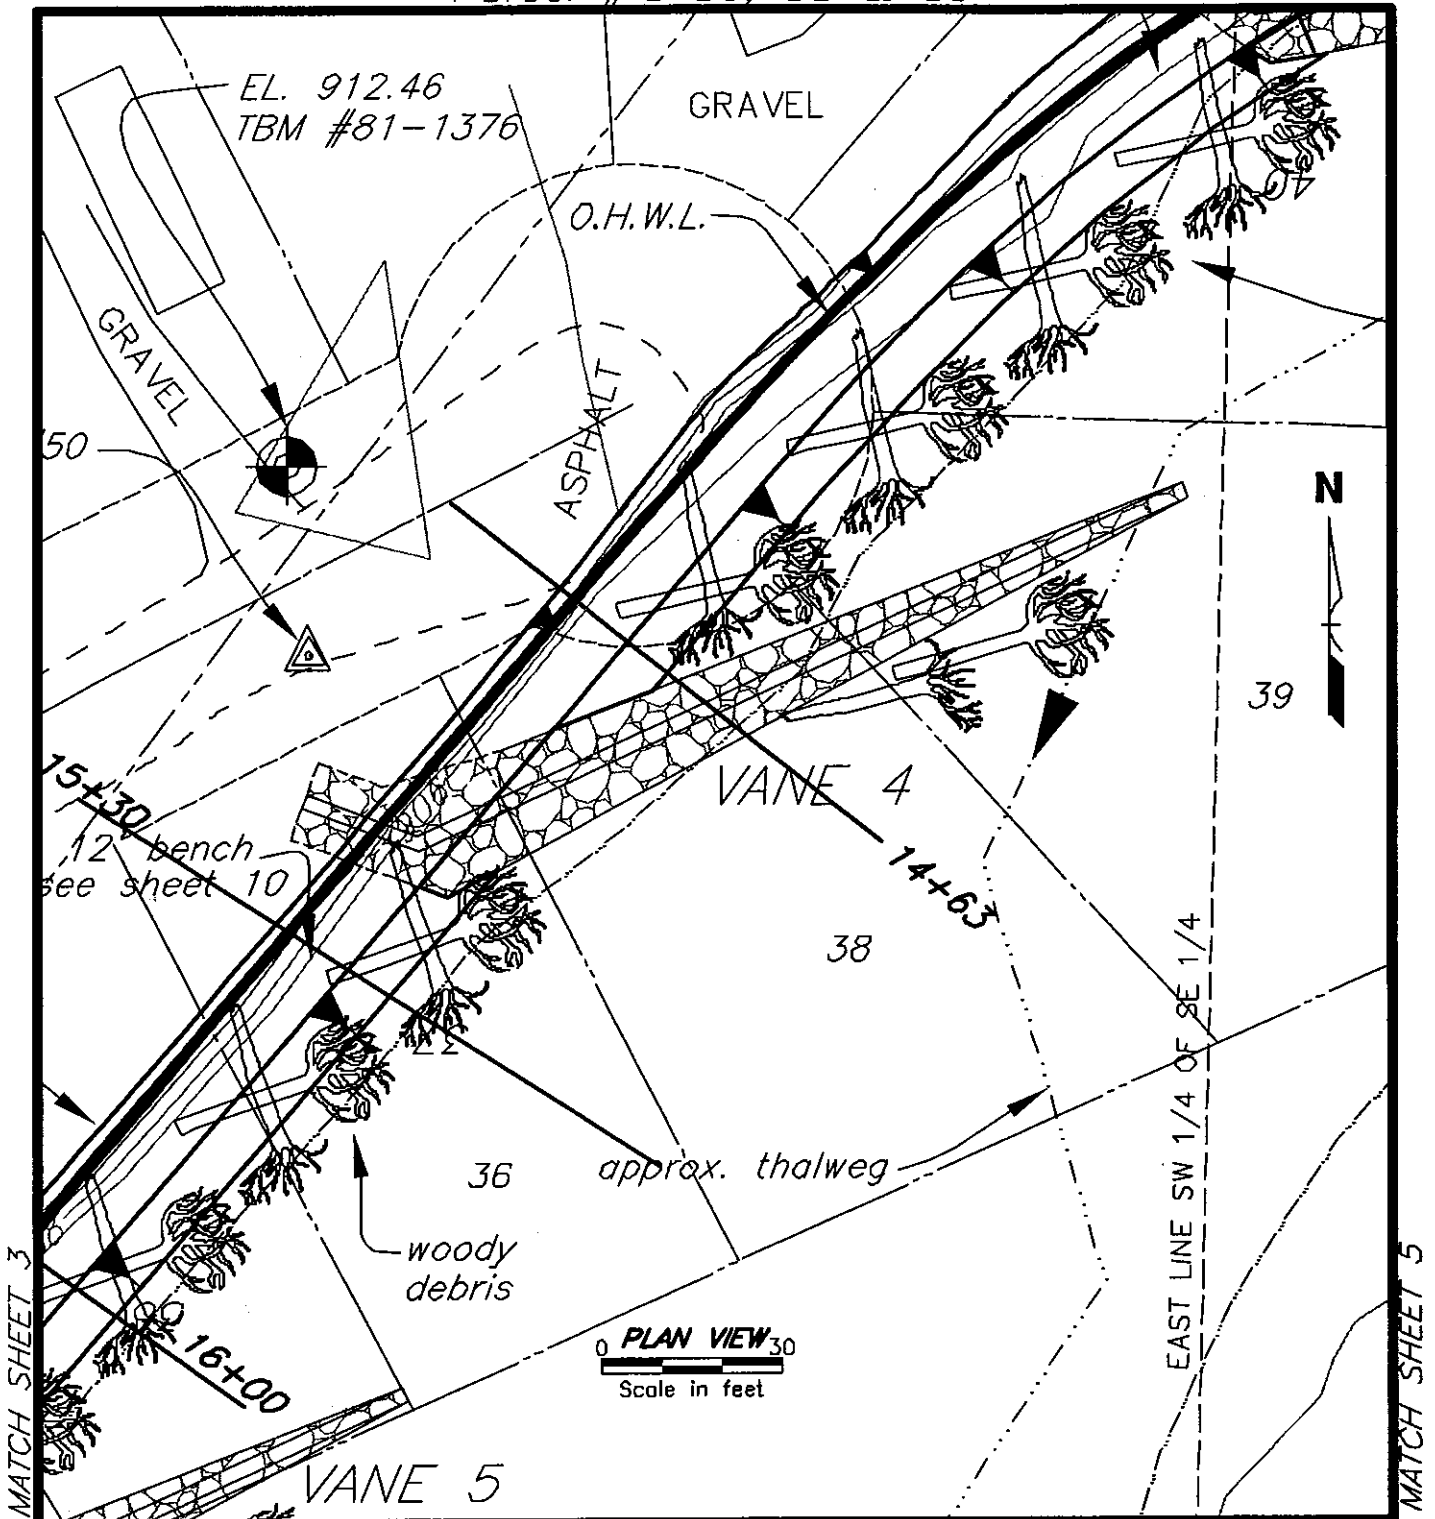 EL. 912.46
TBM #81-1376
GRAVEL
O.H.W.L.
GRAVEL
ASPHALT
50
N
39
VANE 4
15+30
12' bench
see sheet 10
14+63
38
EAST LINE SW 1/4 OF SE 1/4
36
approx. thalweg
woody
debris
16+00
0 PLAN VIEW 30
Scale in feet
VANE 5
MATCH SHEET 3
MATCH SHEET 5